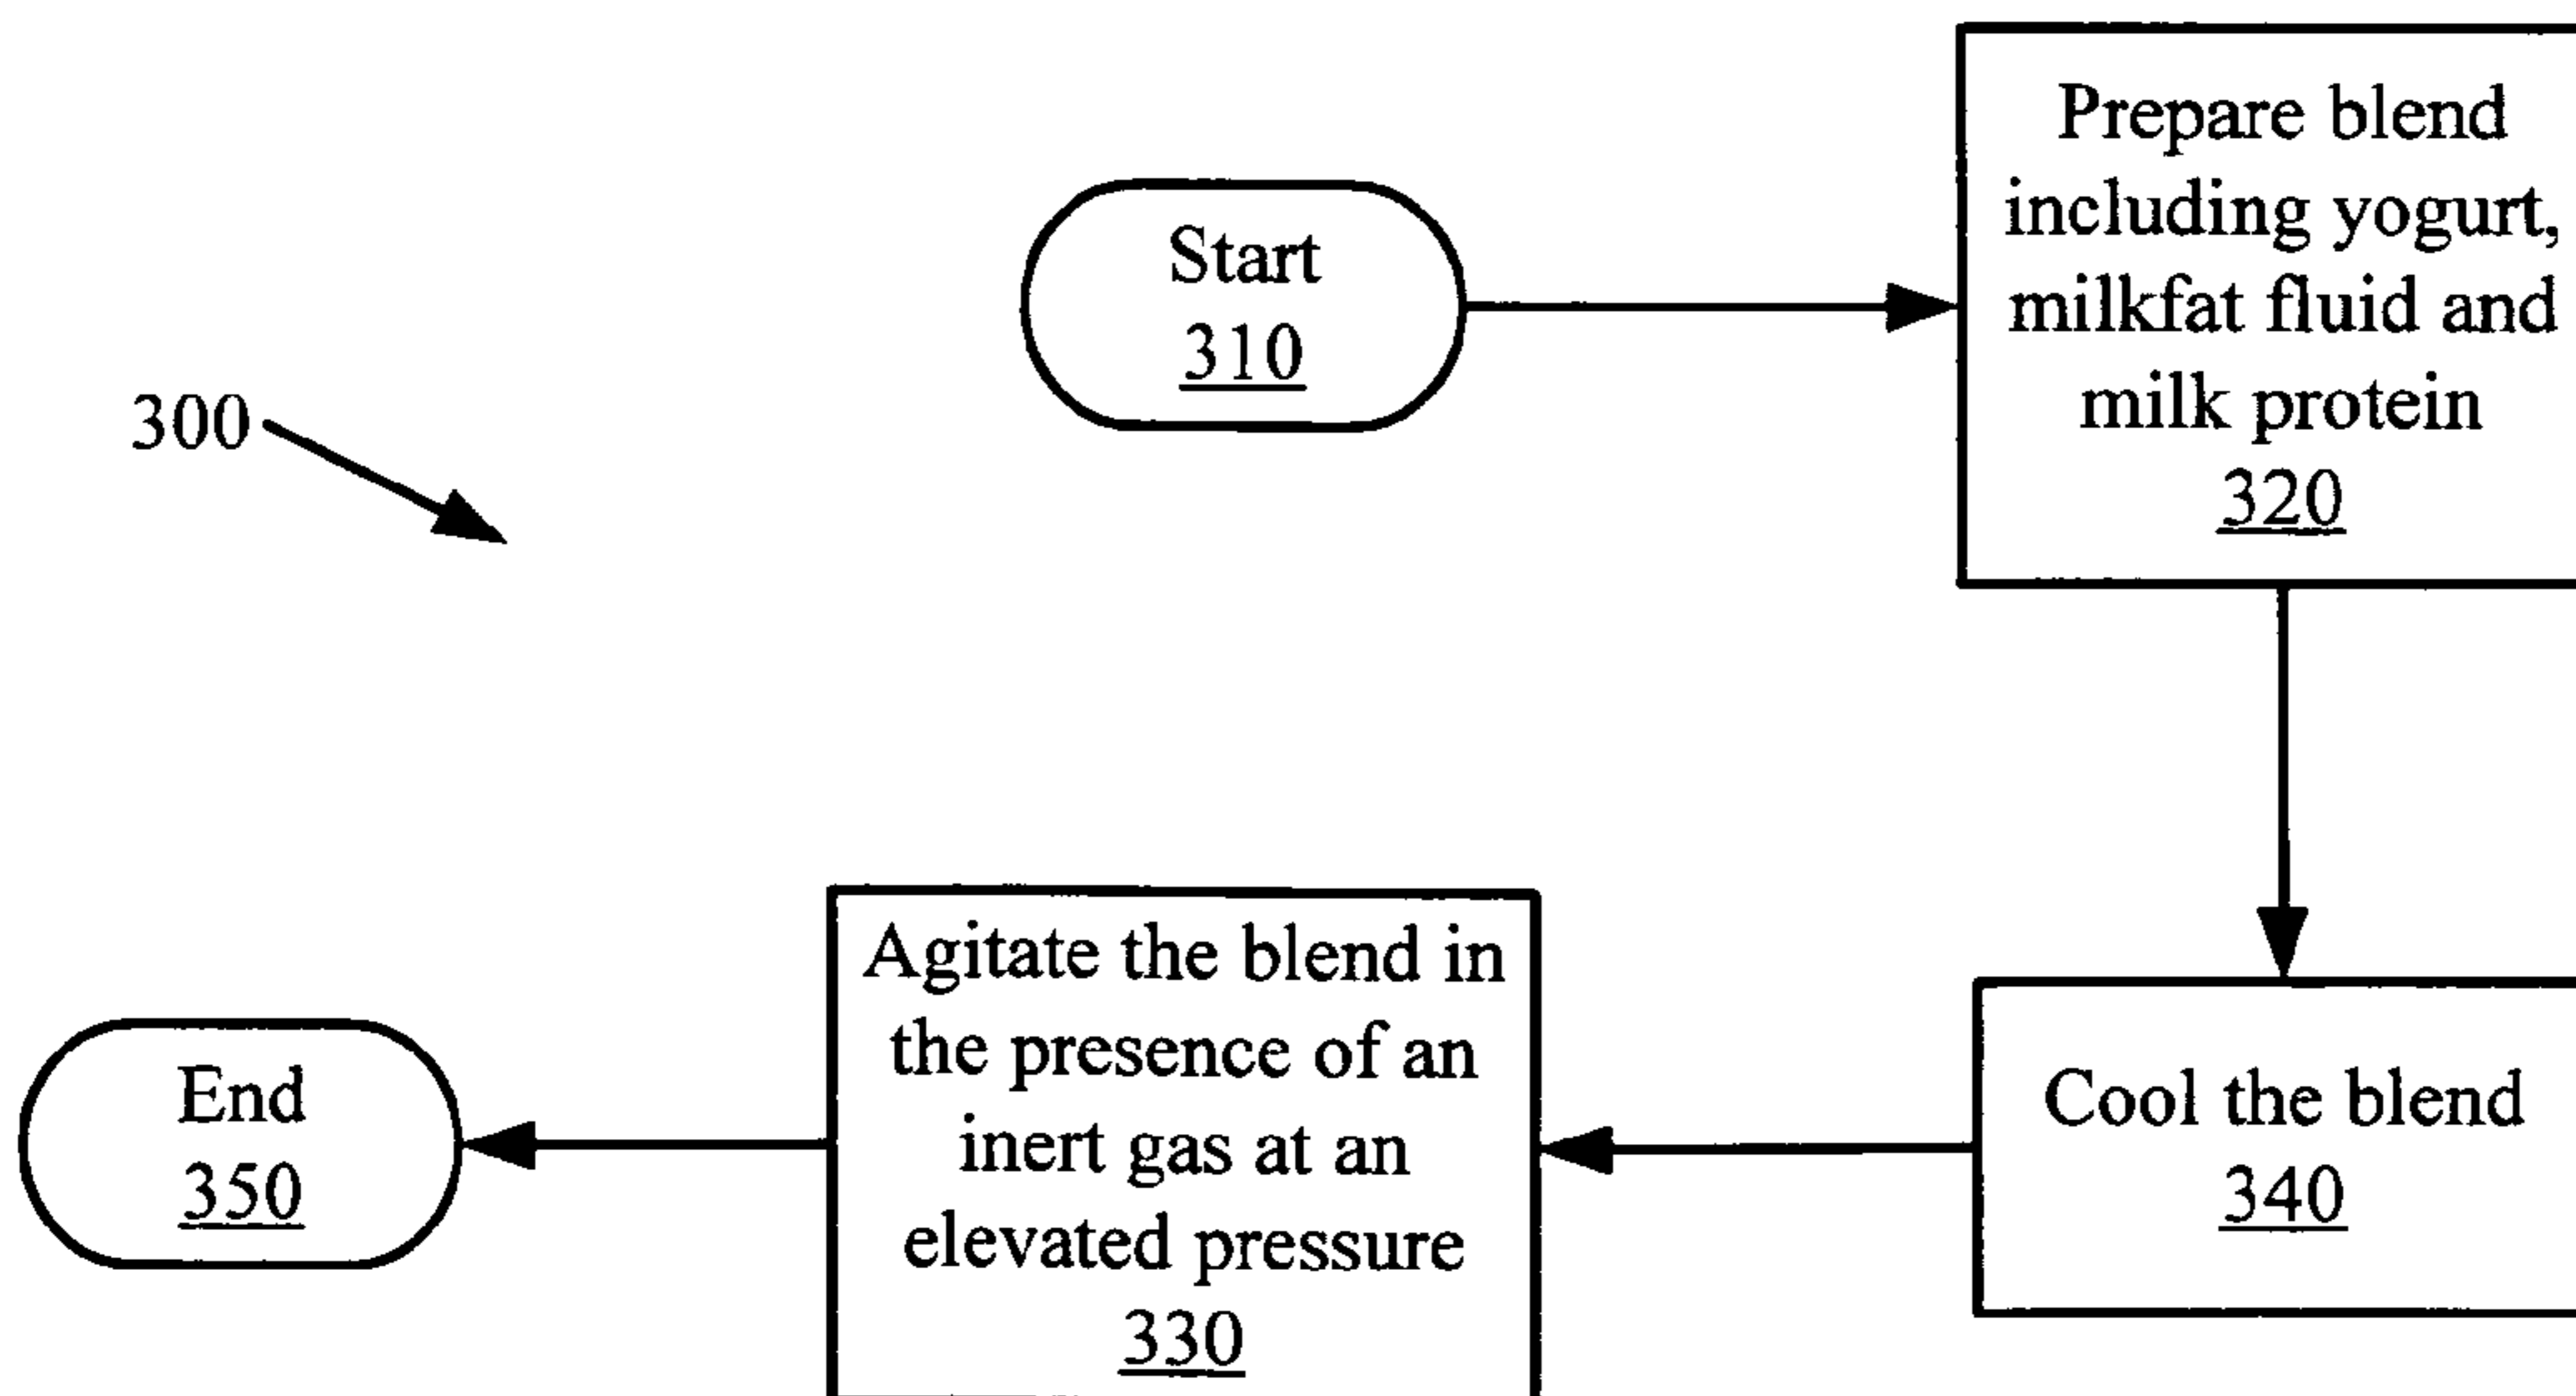 Start
310
Prepare blend
including yogurt,
milkfat fluid and
milk protein
320
300
Cool the blend
340
Agitate the blend in
the presence of an
inert gas at an
elevated pressure
330
End
350